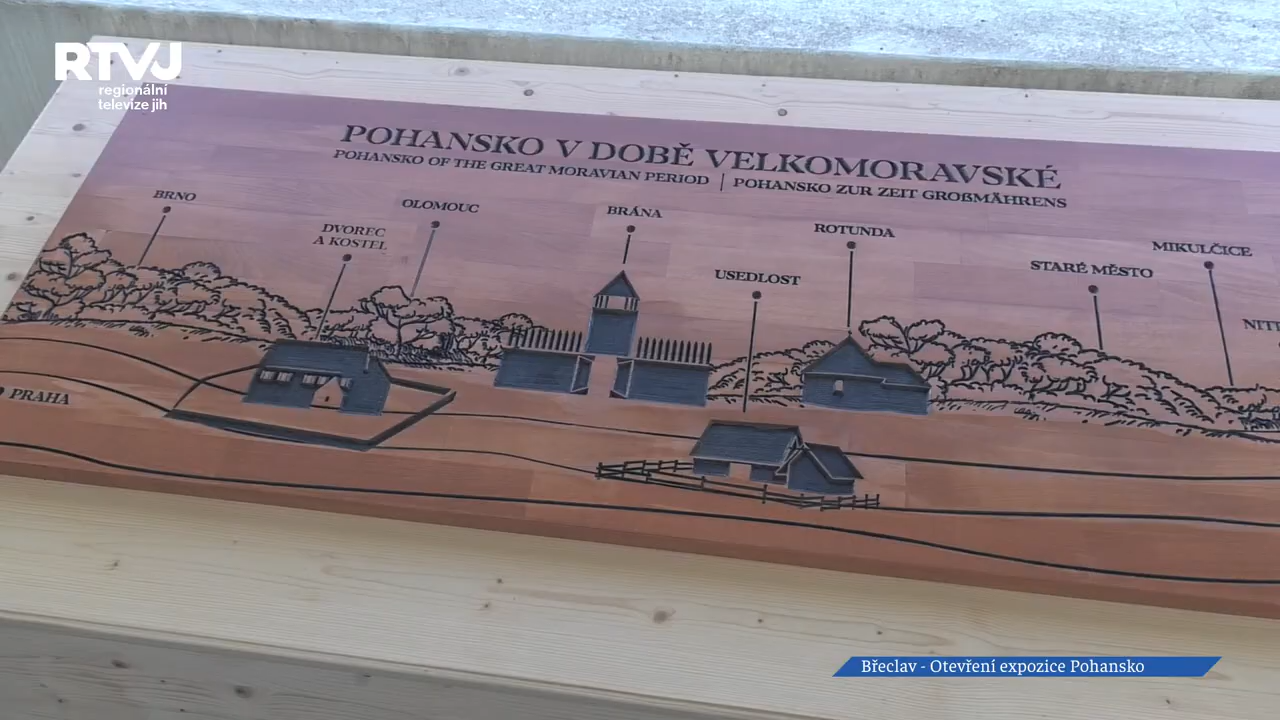 RTVJ
regionální
televize jih
POHANSKO V DOBĚ VELKOMORAVSKÉ
POHANSKO OF THE GREAT MORAVIAN PERIOD | POHANSKO ZUR ZEIT GROßMÄHRENS
BRNO
OLOMOUC
BRÁNA
DVOREC
A KOSTEL
ROTUNDA
MIKULČICE
USEDLOST
STARÉ MĚSTO
PRAHA
Břeclav - Otevření expozice Pohansko